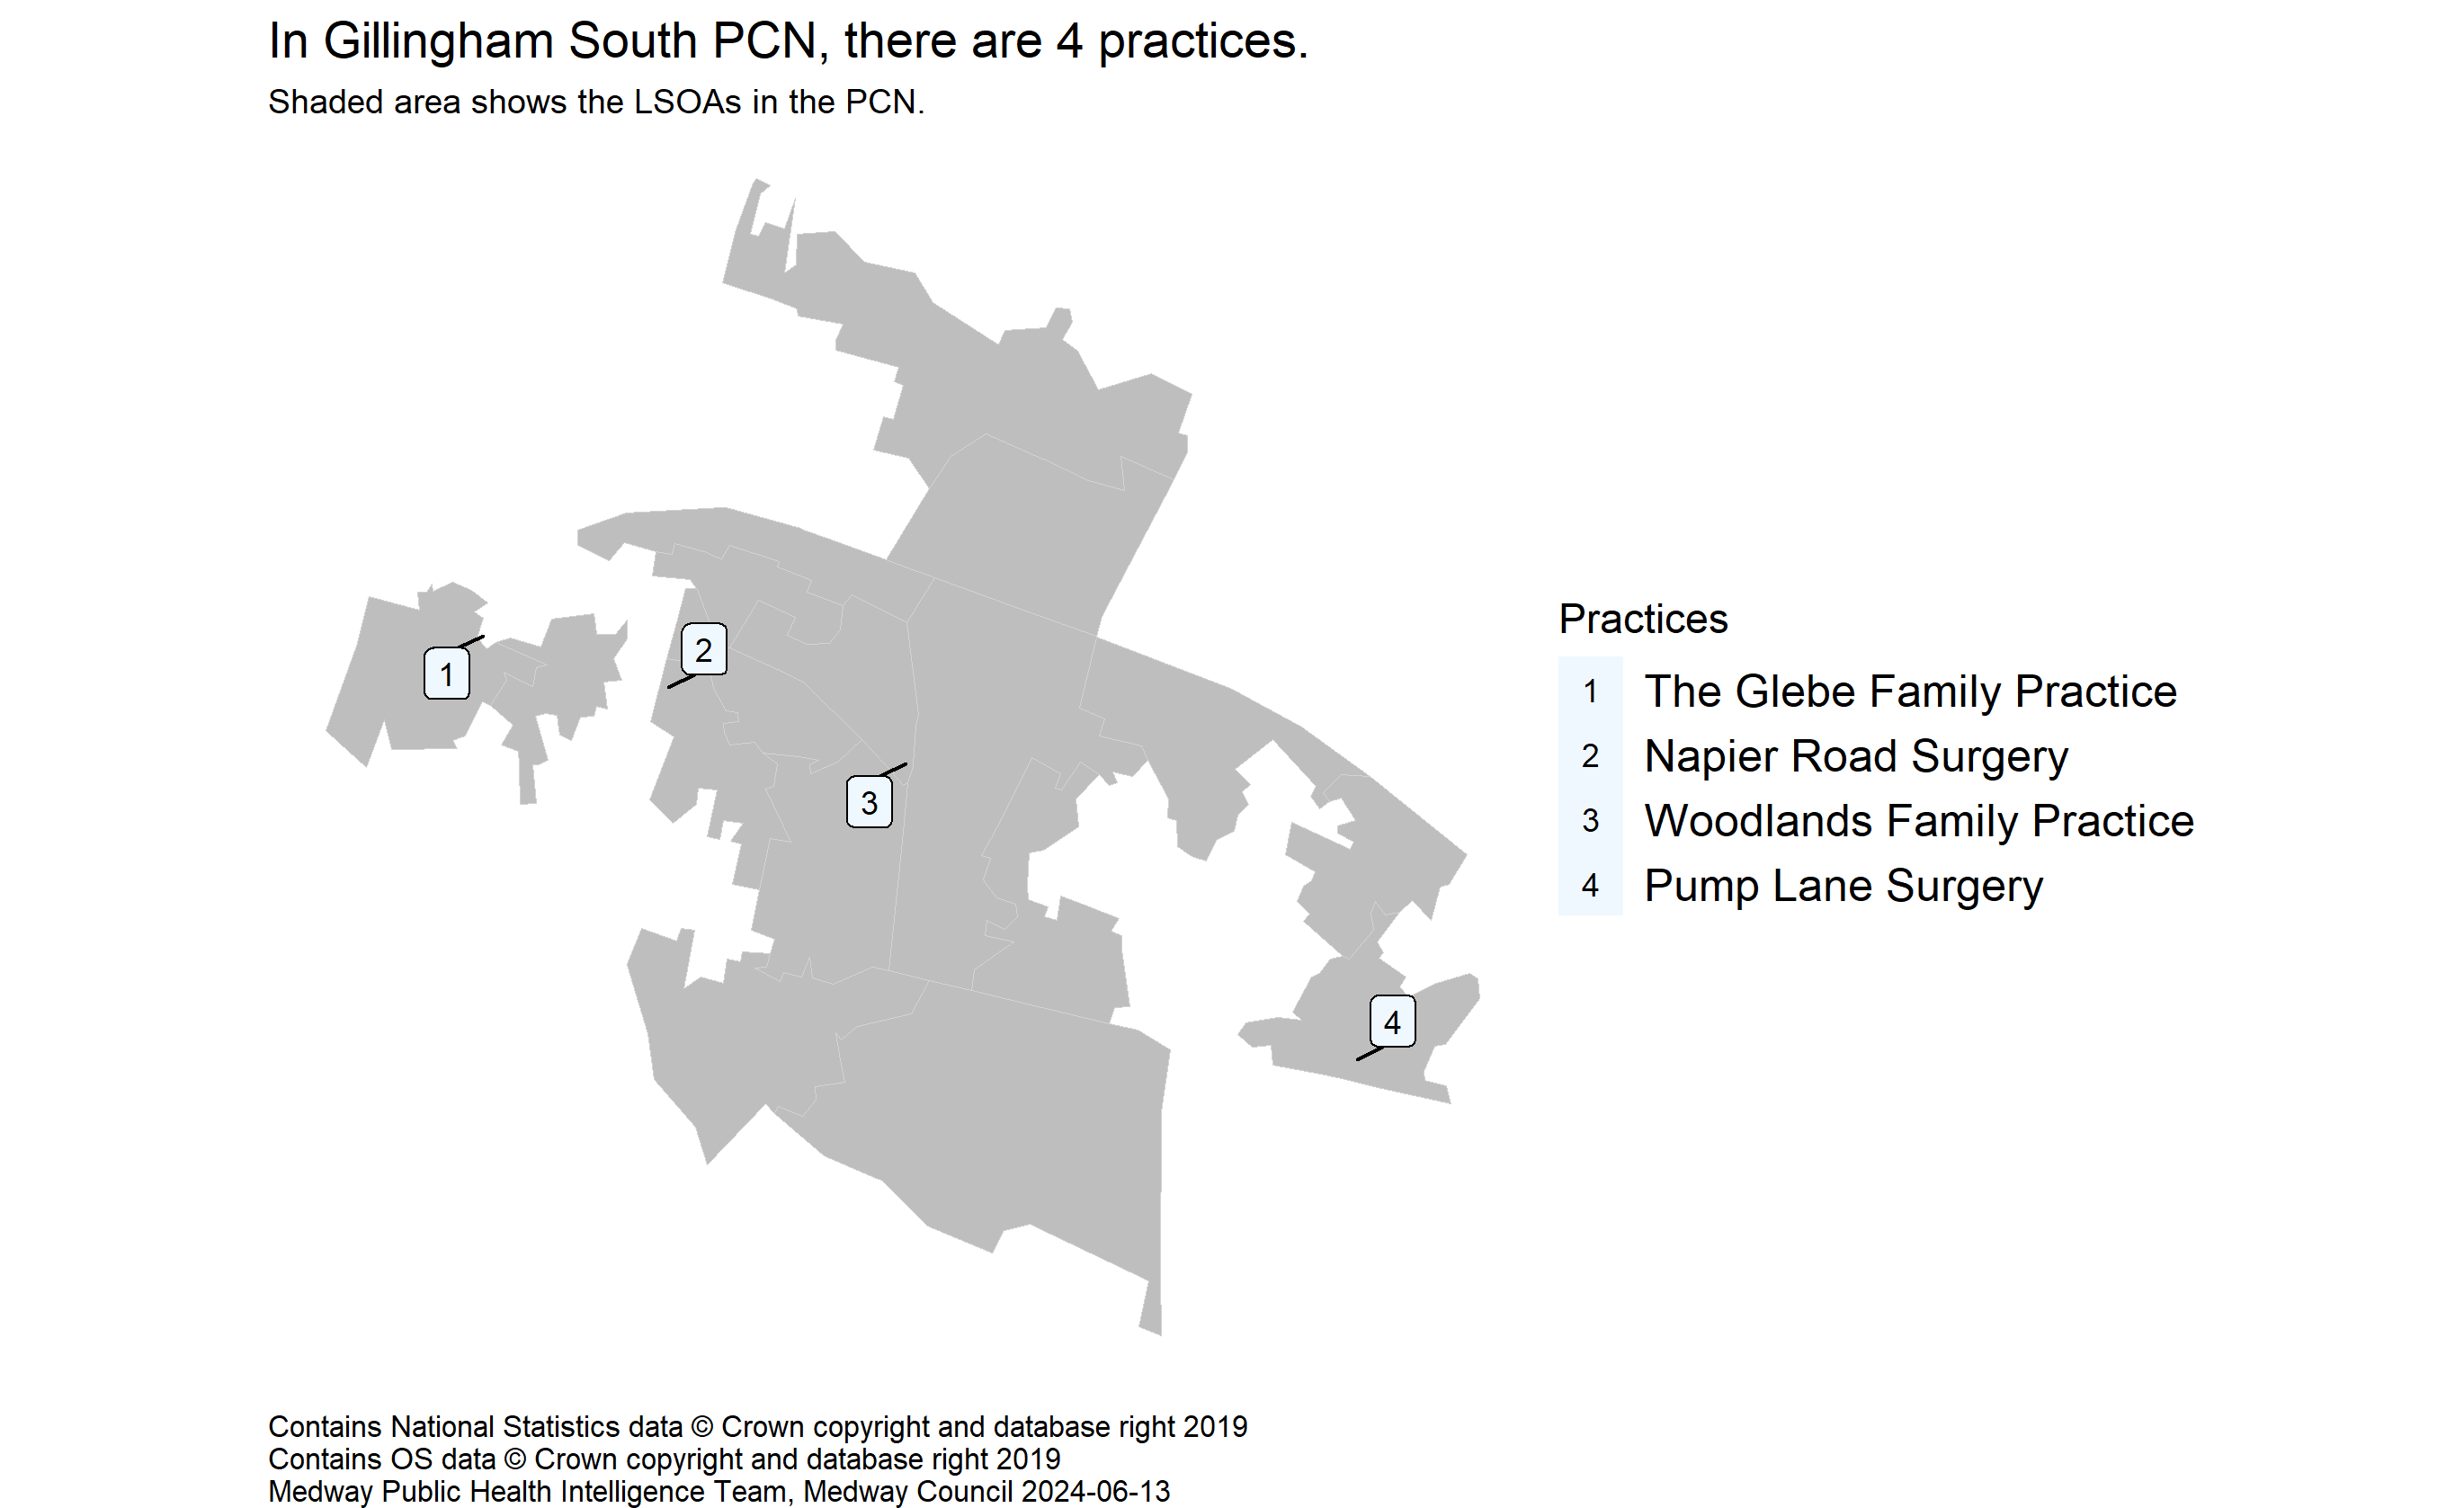 In Gillingham South PCN, there are 4 practices.
Shaded area shows the LSOAs in the PCN.
1
2
3
4
Practices
1 The Glebe Family Practice
2 Napier Road Surgery
3 Woodlands Family Practice
4 Pump Lane Surgery
Contains National Statistics data © Crown copyright and database right 2019
Contains OS data © Crown copyright and database right 2019
Medway Public Health Intelligence Team, Medway Council 2024-06-13